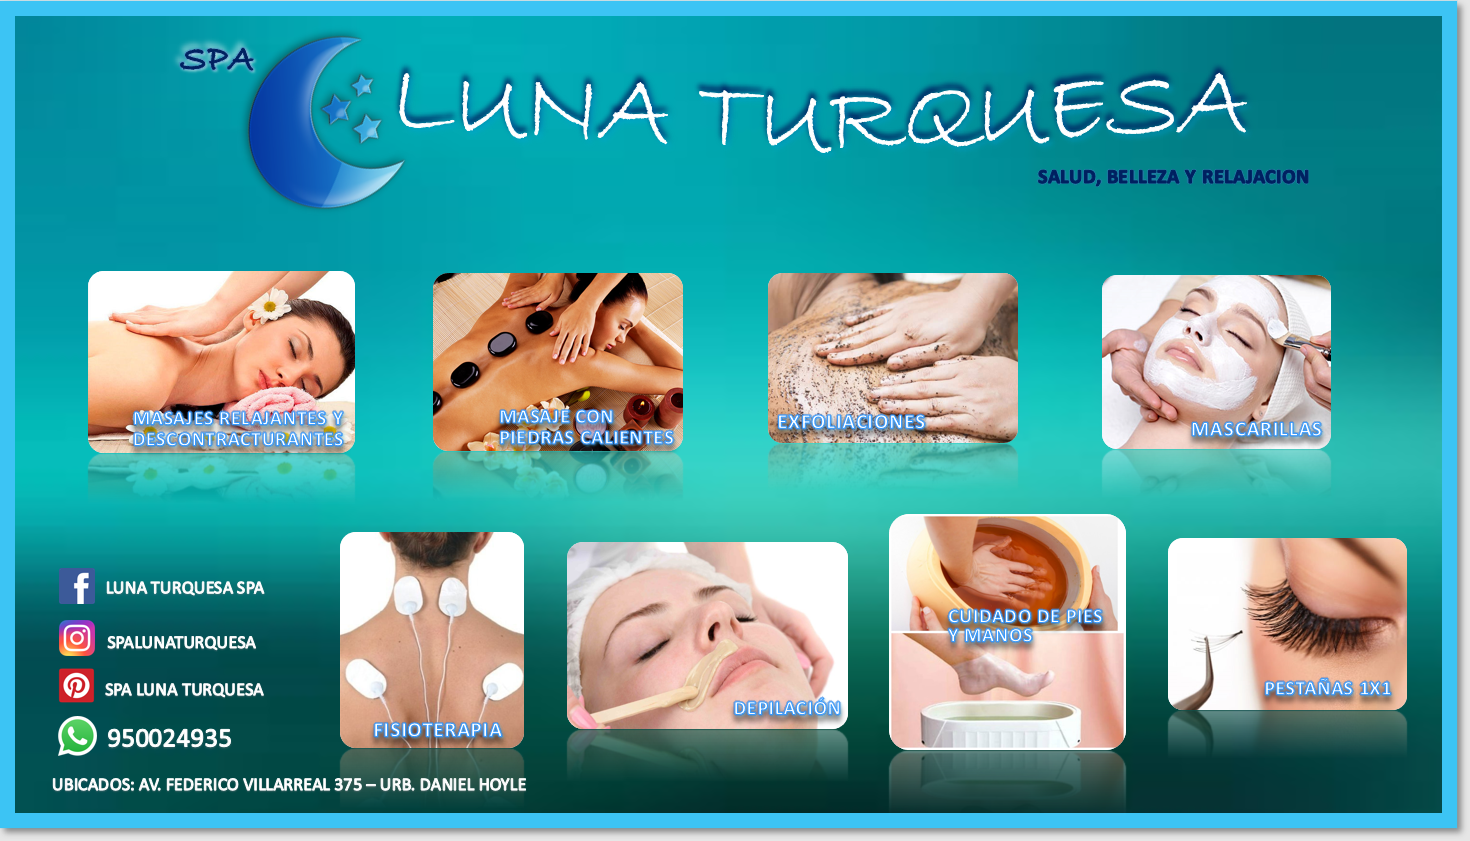 SPA
LUNA TURQUESA
SALUD, BELLEZA Y RELAJACION
MASAJES RELAJANTES Y
DESCONTRACTURANTES
MASAJE CON
PIEDRAS CALIENTES
EXFOLIACIONES
MASCARILLAS
FISIOTERAPIA
DEPILACIÓN
CUIDADO DE PIES
Y MANOS
PESTAÑAS 1X1
LUNA TURQUESA SPA
SPALUNATURQUESA
SPA LUNA TURQUESA
950024935
UBICADOS: AV. FEDERICO VILLARREAL 375 – URB. DANIEL HOYLE